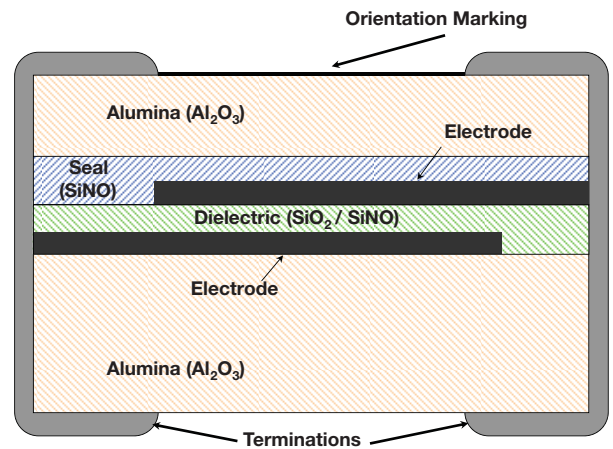 Orientation Marking
Alumina (Al₂O₃)
Electrode
Seal
(SiNO)
Dielectric (SiO₂ / SiNO)
Electrode
Alumina (Al₂O₃)
Terminations